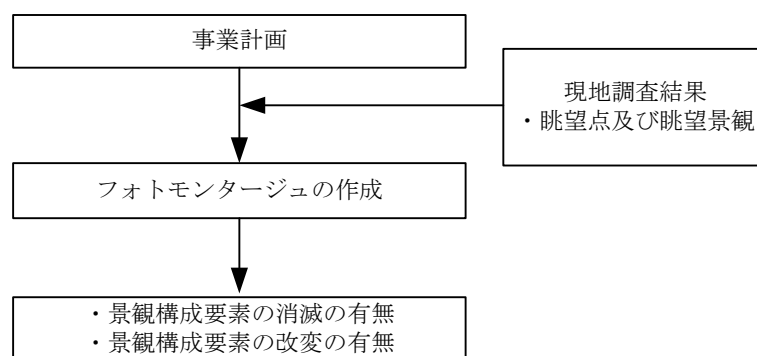 事業計画
現地調査結果
・眺望点及び眺望景観
フォトモンタージュの作成
・景観構成要素の消滅の有無
・景観構成要素の改変の有無